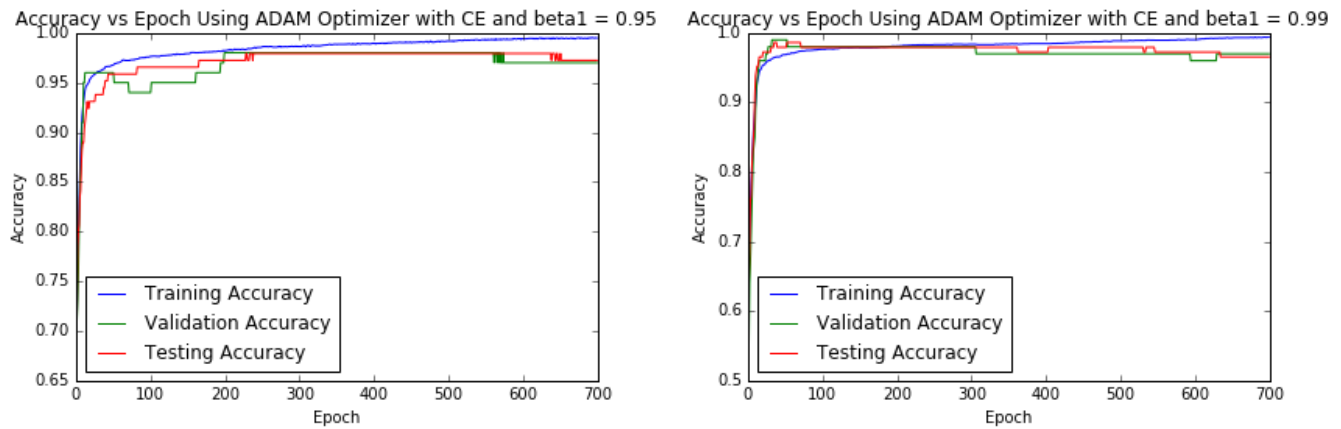 Accuracy vs Epoch Using ADAM Optimizer with CE and beta1 = 0.95
1.00
0.95
0.90
0.85
0.80
0.75
0.70
0.65
Accuracy
Training Accuracy
Validation Accuracy
Testing Accuracy
0 100 200 300 400 500 600 700
Epoch
Accuracy vs Epoch Using ADAM Optimizer with CE and beta1 = 0.99
1.0
0.9
0.8
0.7
0.6
0.5
Accuracy
Training Accuracy
Validation Accuracy
Testing Accuracy
0 100 200 300 400 500 600 700
Epoch